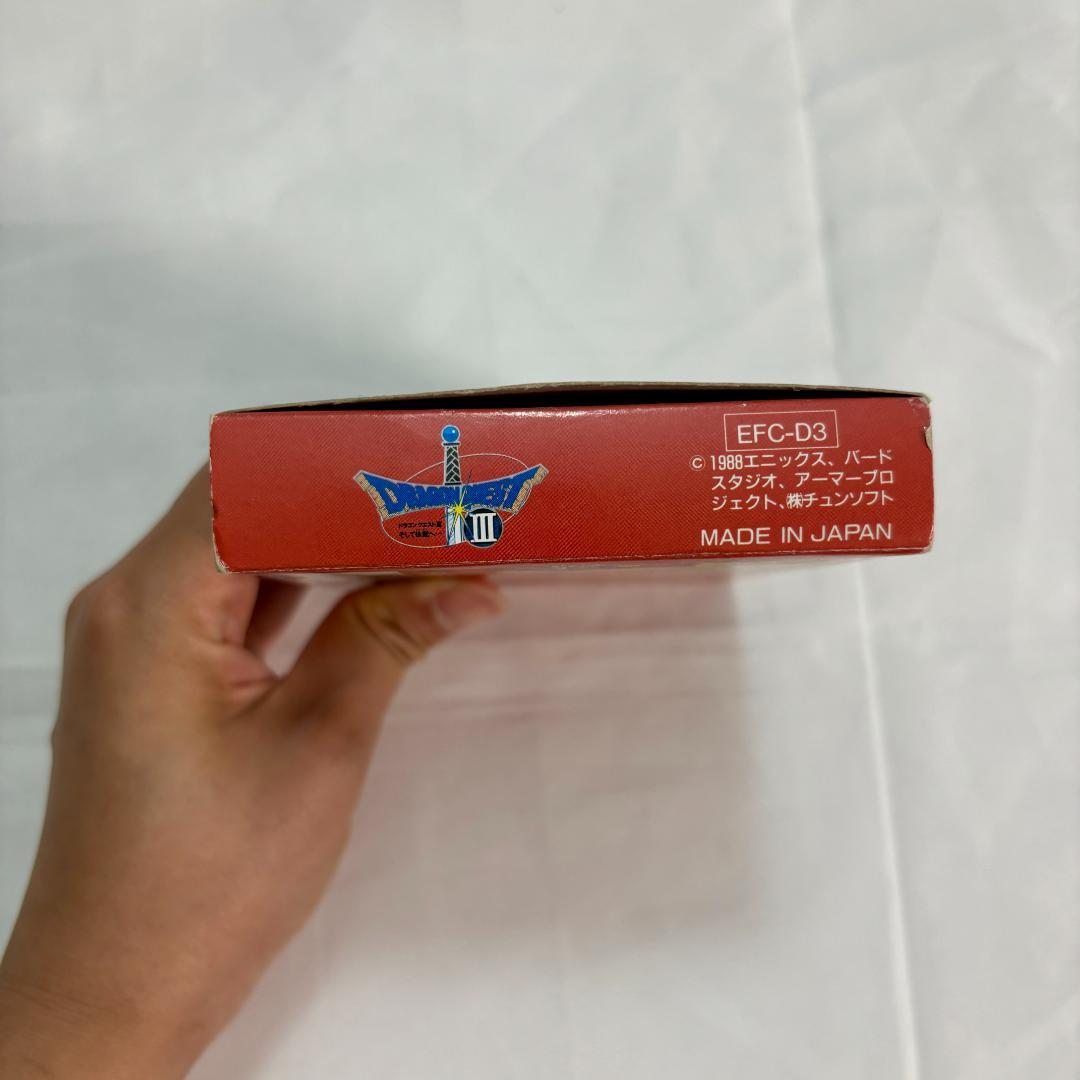 DRAGON QUEST
III
ドラゴンクエストIII
そして伝説へ…
EFC-D3
© 1988エニックス、バード
スタジオ、アーマープロ
ジェクト、㈱チュンソフト
MADE IN JAPAN